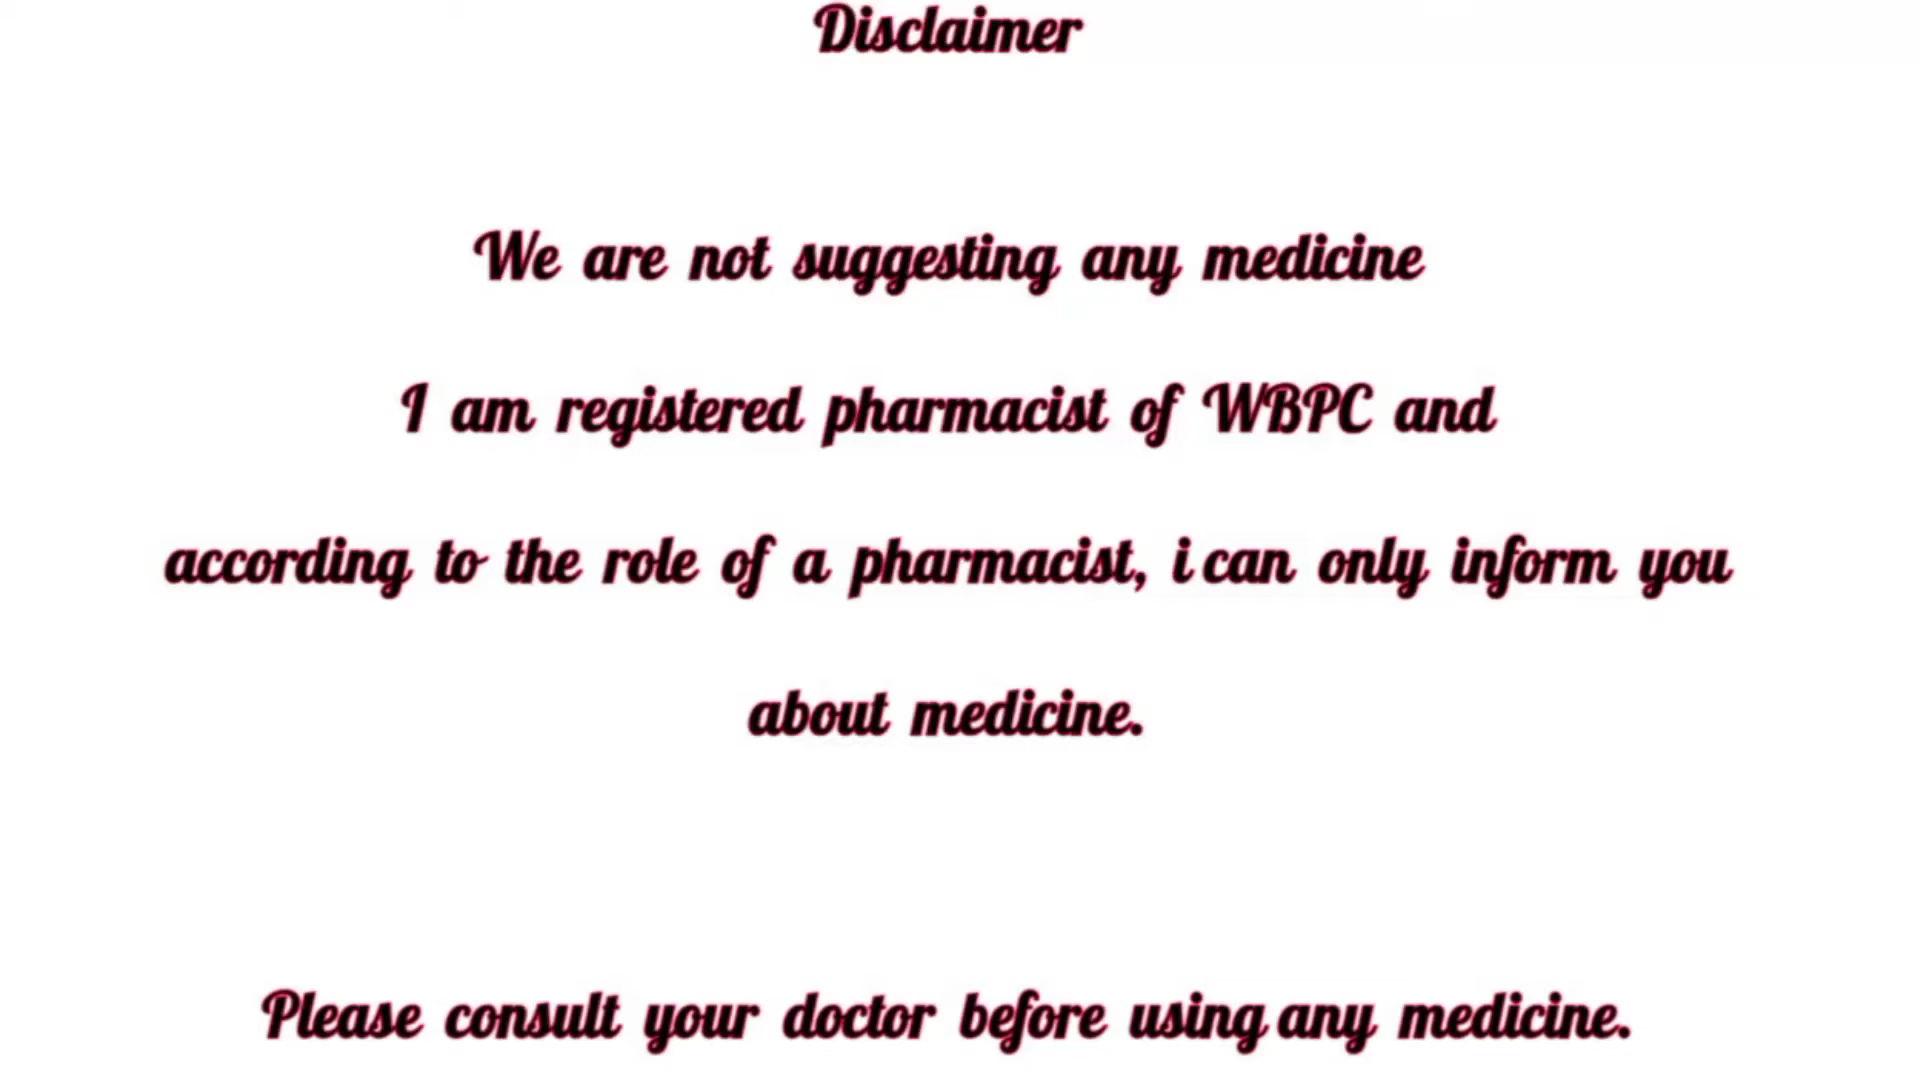 Disclaimer
We are not suggesting any medicine
I am registered pharmacist of WBPC and
according to the role of a pharmacist, i can only inform you
about medicine.
Please consult your doctor before using any medicine.